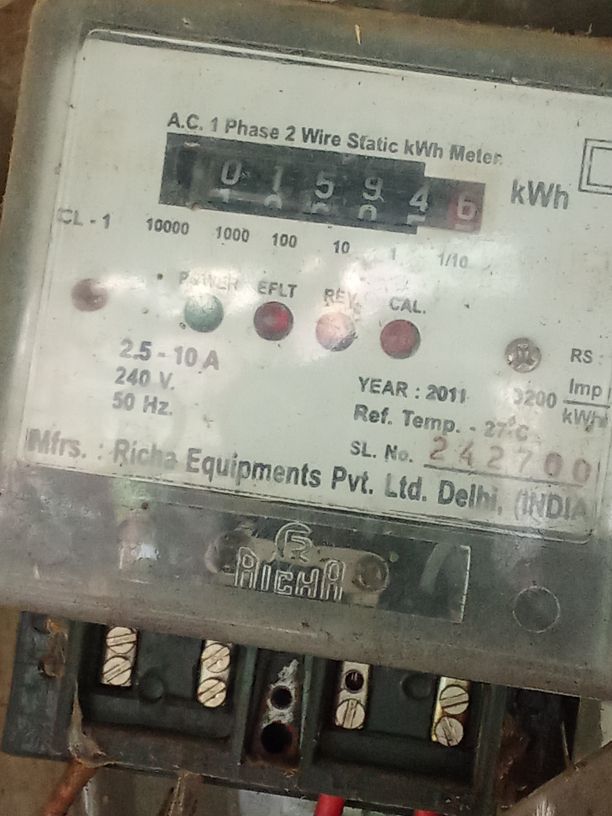 A.C. 1 Phase 2 Wire Static kWh Meter
0 1 5 9 4 6 kWh
CL - 1 10000 1000 100 10 1 1/10
POWER EFLT REV. CAL.
2.5 - 10 A
240 V.
50 Hz.
RS :
YEAR : 2011 3200 Imp
kWh
Ref. Temp. - 27°C
SL. No. 242700
Mfrs. : Richa Equipments Pvt. Ltd. Delhi, (INDIA
RICHA